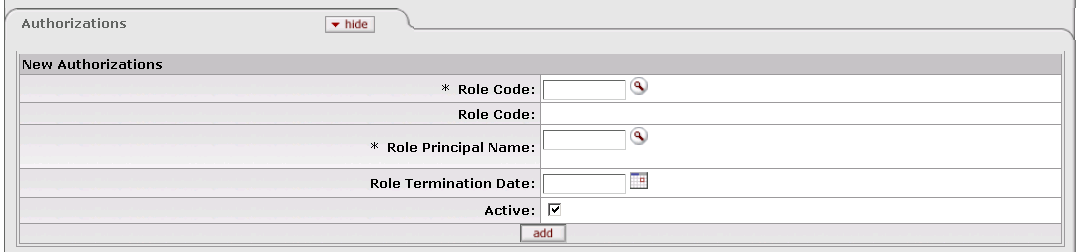 Authorizations hide
New Authorizations
* Role Code:
Role Code:
* Role Principal Name:
Role Termination Date:
Active:
add